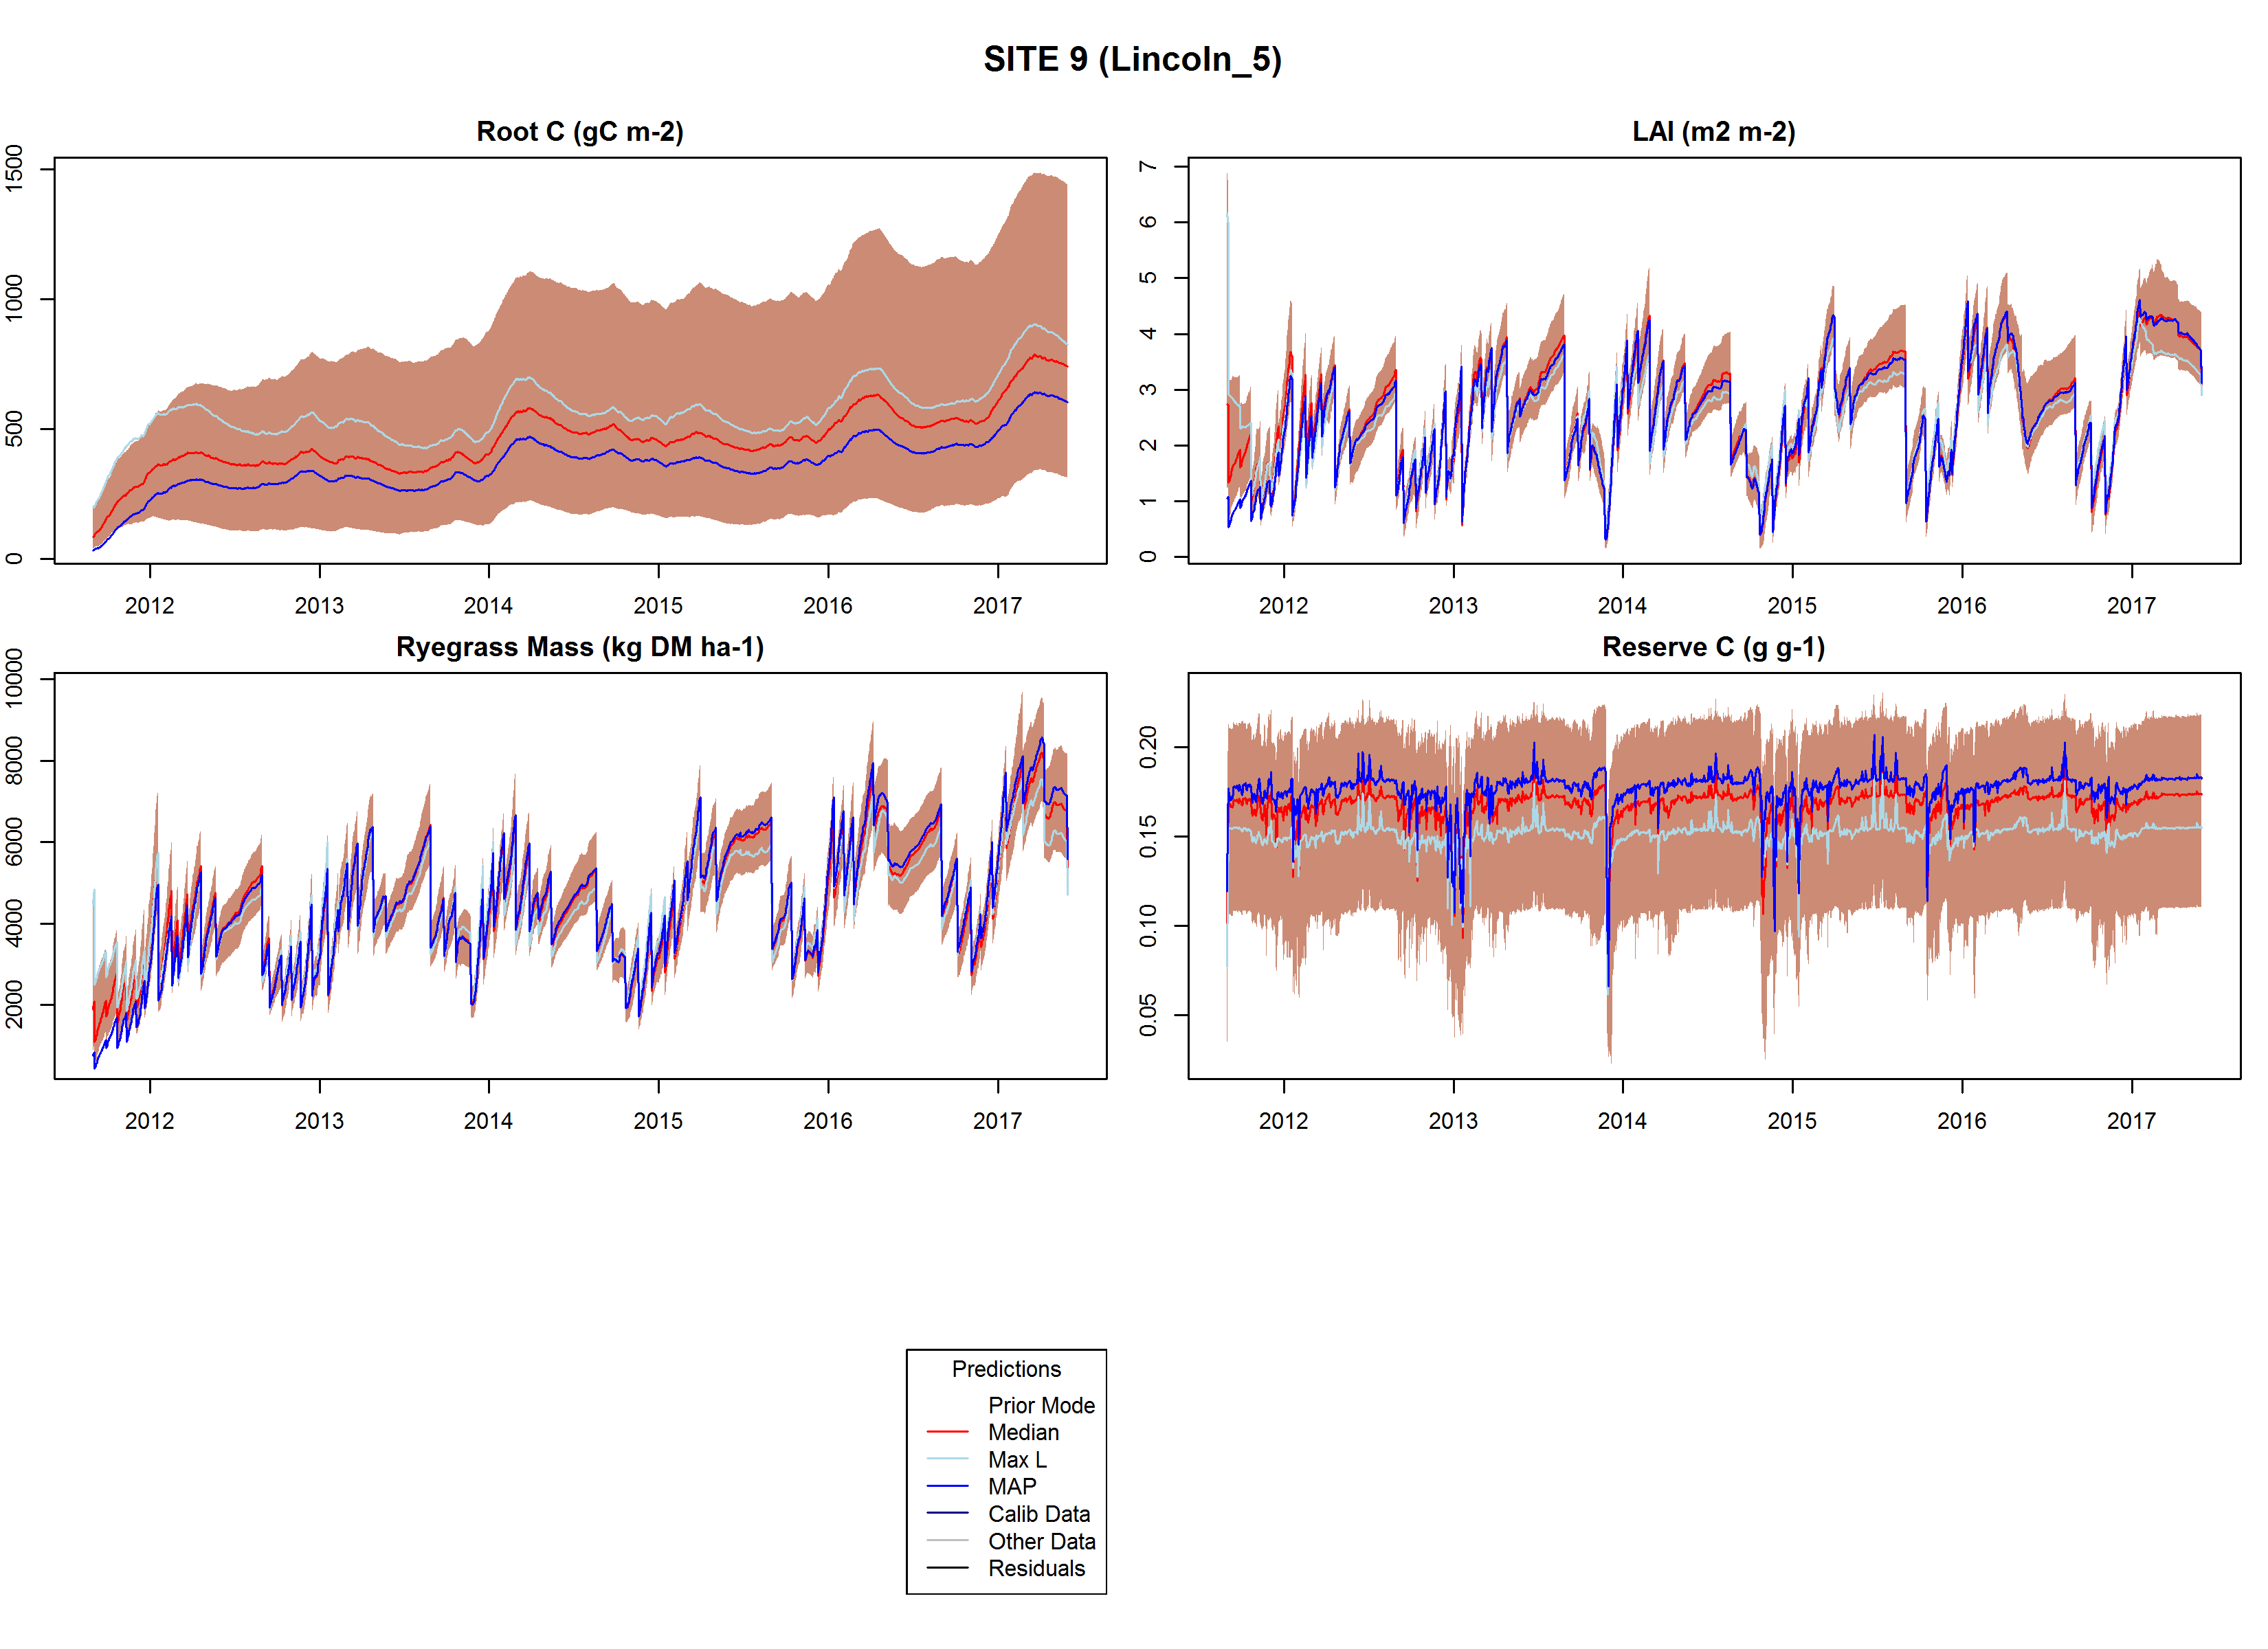 SITE 9 (Lincoln_5)
Root C (gC m-2)
1500
1000
500
0
2012 2013 2014 2015 2016 2017
LAI (m2 m-2)
7
6
5
4
3
2
1
0
2012 2013 2014 2015 2016 2017
Ryegrass Mass (kg DM ha-1)
10000
8000
6000
4000
2000
2012 2013 2014 2015 2016 2017
Reserve C (g g-1)
0.20
0.15
0.10
0.05
2012 2013 2014 2015 2016 2017
Predictions
Prior Mode
Median
Max L
MAP
Calib Data
Other Data
Residuals